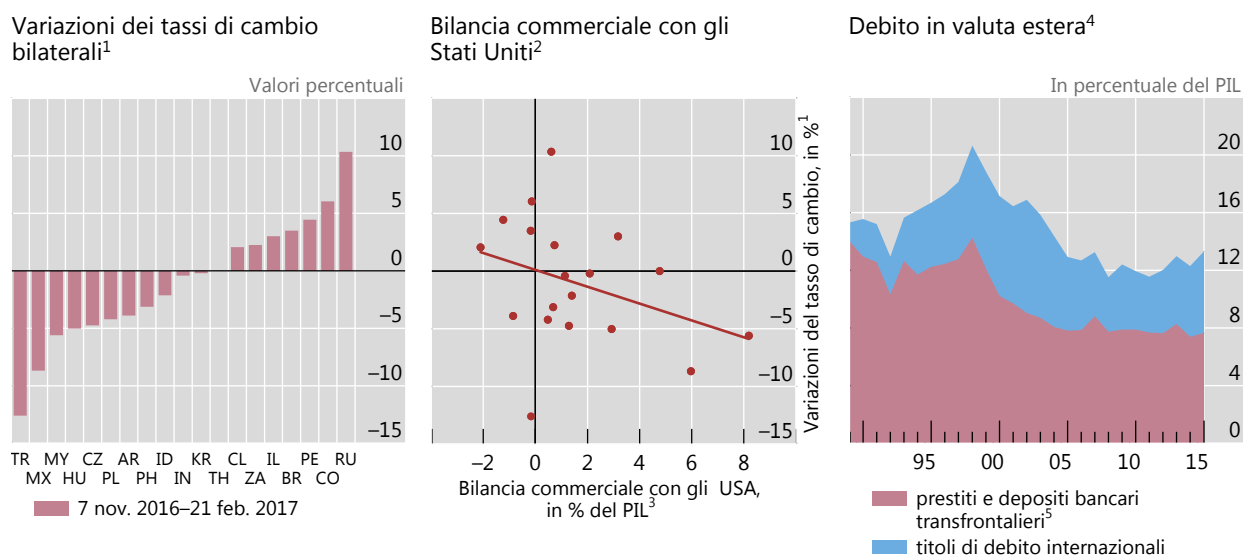 Variazioni dei tassi di cambio
bilaterali¹
Valori percentuali
10
5
0
−5
−10
−15
TR MY CZ AR ID KR CL IL PE RU
MX HU PL PH IN TH ZA BR CO
7 nov. 2016–21 feb. 2017
Bilancia commerciale con gli
Stati Uniti²
10
5
0
−5
−10
−15
Variazioni del tasso di cambio, in %¹
−2 0 2 4 6 8
Bilancia commerciale con gli USA,
in % del PIL³
Debito in valuta estera⁴
In percentuale del PIL
20
16
12
8
4
0
95 00 05 10 15
prestiti e depositi bancari
transfrontalieri⁵
titoli di debito internazionali